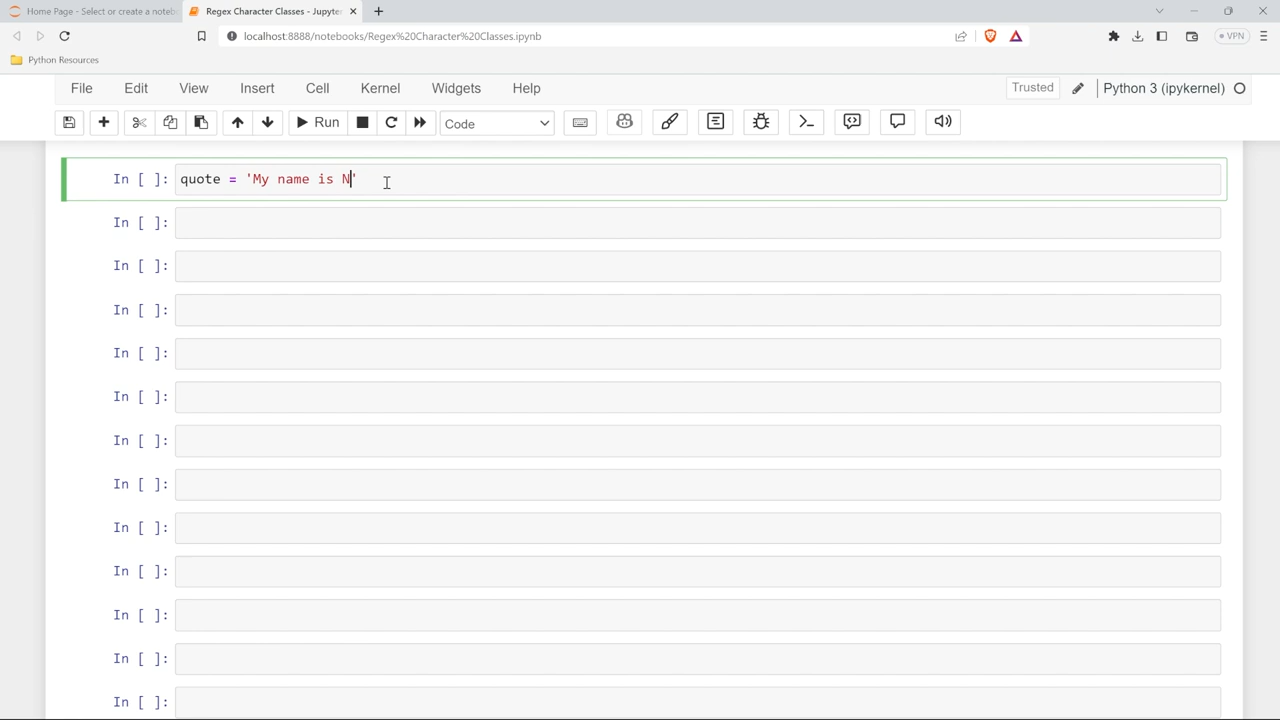 Home Page - Select or create a noteb
Regex Character Classes - Jupyter
localhost:8888/notebooks/Regex%20Character%20Classes.ipynb
VPN
Python Resources
File Edit View Insert Cell Kernel Widgets Help
Trusted
Python 3 (ipykernel)
Run
Code
In [ ]: quote = 'My name is N'
In [ ]:
In [ ]:
In [ ]:
In [ ]:
In [ ]:
In [ ]:
In [ ]:
In [ ]:
In [ ]:
In [ ]:
In [ ]:
In [ ]: